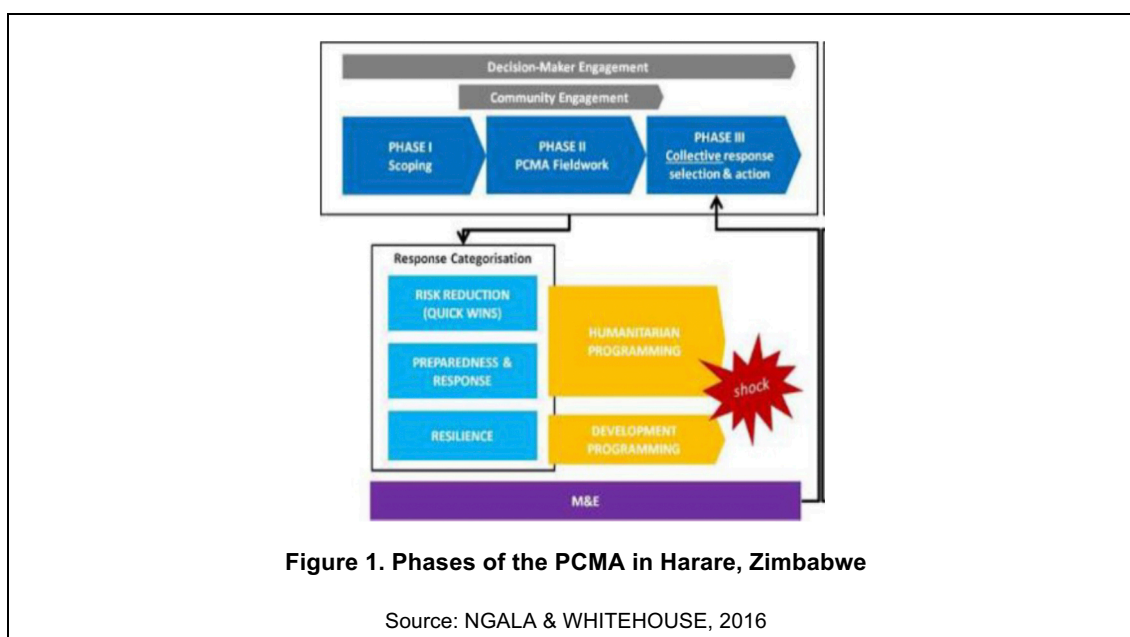 Decision-Maker Engagement
Community Engagement
PHASE I
Scoping
PHASE II
PCMA Fieldwork
PHASE III
Collective response
selection & action
Response Categorisation
RISK REDUCTION
(QUICK WINS)
PREPAREDNESS &
RESPONSE
RESILIENCE
HUMANITARIAN
PROGRAMMING
DEVELOPMENT
PROGRAMMING
shock
M&E
Figure 1. Phases of the PCMA in Harare, Zimbabwe
Source: NGALA & WHITEHOUSE, 2016